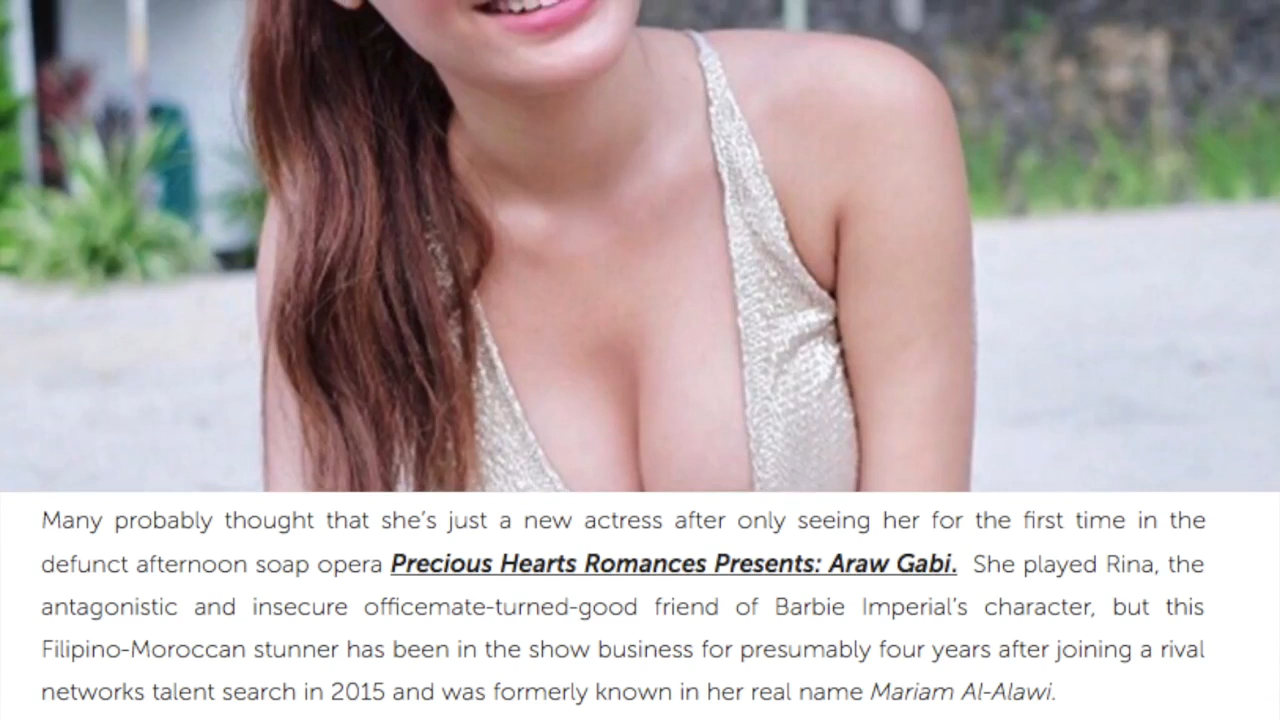 Many probably thought that she's just a new actress after only seeing her for the first time in the
defunct afternoon soap opera Precious Hearts Romances Presents: Araw Gabi. She played Rina, the
antagonistic and insecure officemate-turned-good friend of Barbie Imperial's character, but this
Filipino-Moroccan stunner has been in the show business for presumably four years after joining a rival
networks talent search in 2015 and was formerly known in her real name Mariam Al-Alawi.